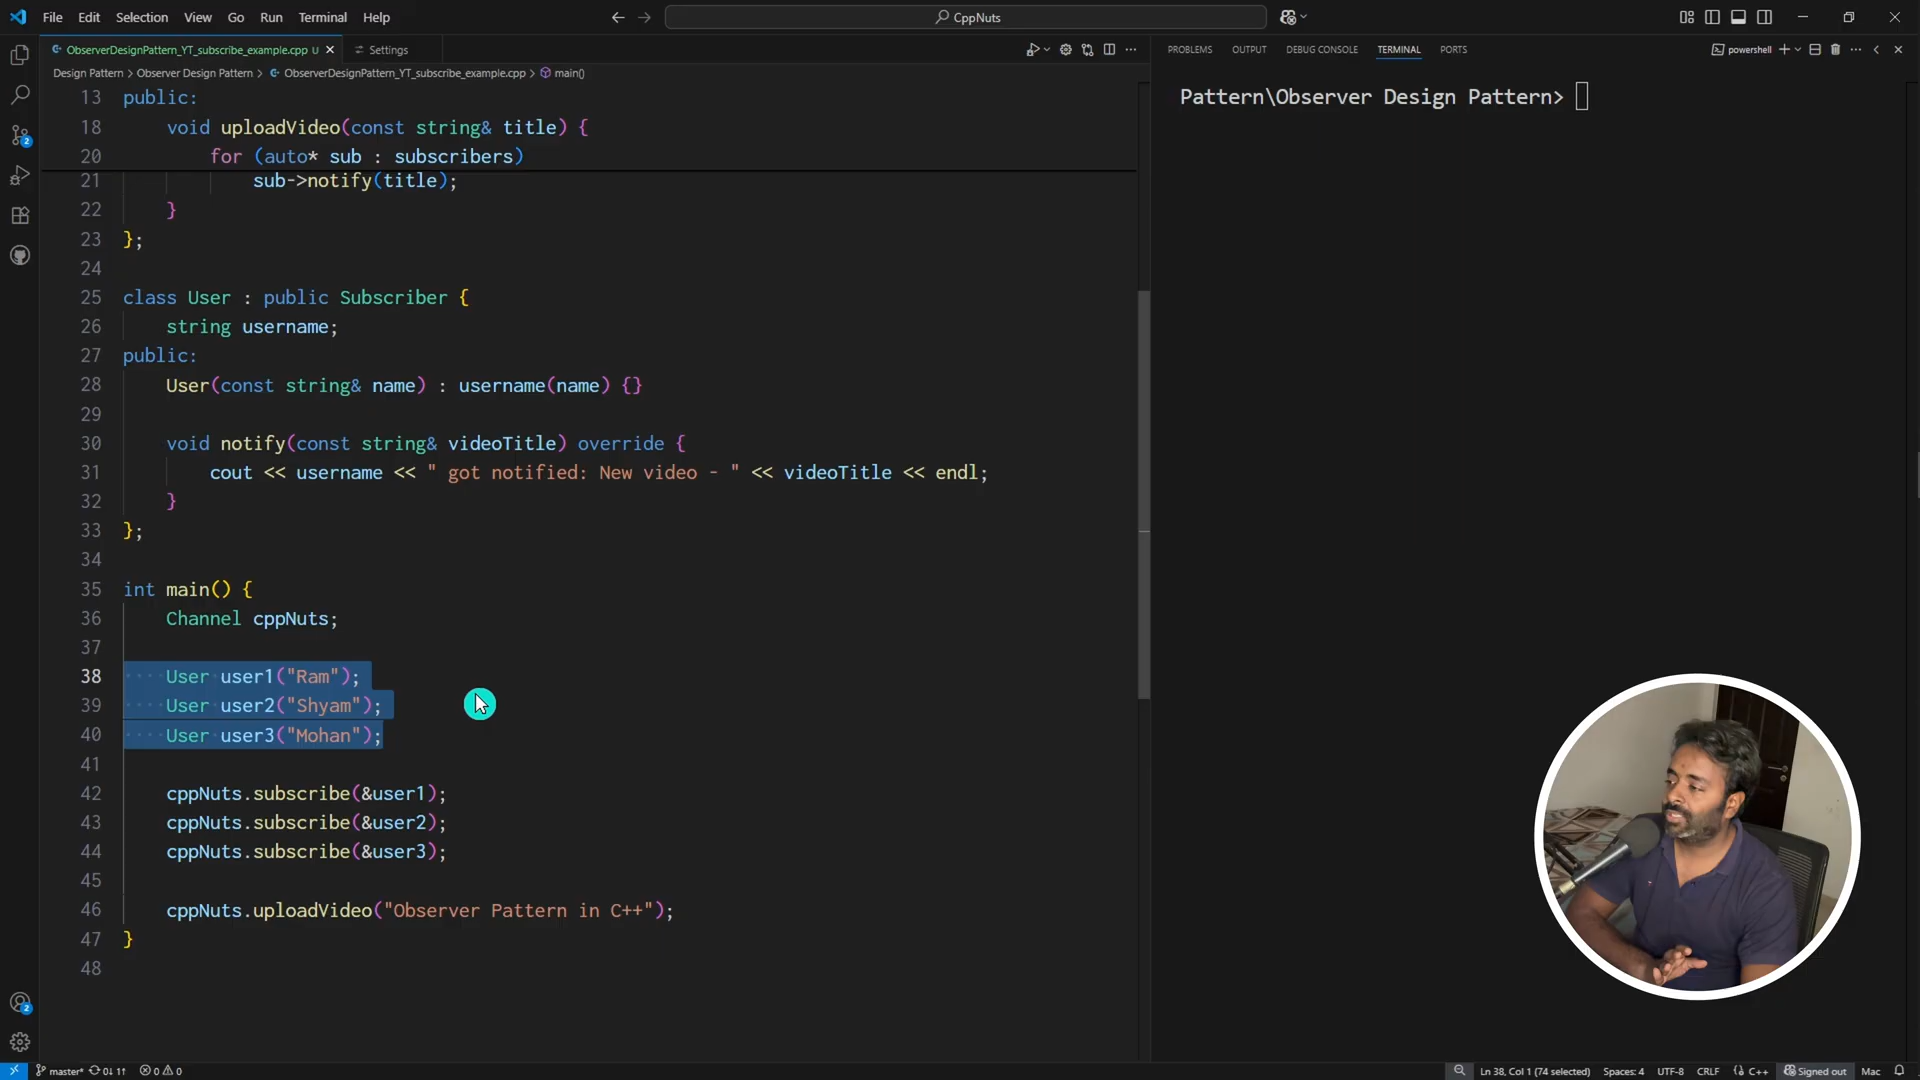 File Edit Selection View Go Run Terminal Help
CppNuts
ObserverDesignPattern_YT_subscribe_example.cpp U
Settings
Design Pattern > Observer Design Pattern > ObserverDesignPattern_YT_subscribe_example.cpp > main()
13 public:
18 void uploadVideo(const string& title) {
20 for (auto* sub : subscribers)
21 sub->notify(title);
22 }
23 };
24
25 class User : public Subscriber {
26 string username;
27 public:
28 User(const string& name) : username(name) {}
29
30 void notify(const string& videoTitle) override {
31 cout << username << " got notified: New video - " << videoTitle << endl;
32 }
33 };
34
35 int main() {
36 Channel cppNuts;
37
38 User user1("Ram");
39 User user2("Shyam");
40 User user3("Mohan");
41
42 cppNuts.subscribe(&user1);
43 cppNuts.subscribe(&user2);
44 cppNuts.subscribe(&user3);
45
46 cppNuts.uploadVideo("Observer Pattern in C++");
47 }
48
PROBLEMS OUTPUT DEBUG CONSOLE TERMINAL PORTS
powershell
Pattern\Observer Design Pattern>
2
2
master* 0↓ 1↑ 0 0
Ln 38, Col 1 (74 selected) Spaces: 4 UTF-8 CRLF {} C++ Signed out Mac